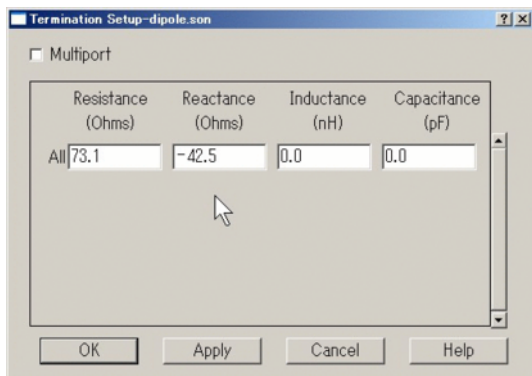 Termination Setup-dipole.son
Multiport
Resistance Reactance Inductance Capacitance
(Ohms) (Ohms) (nH) (pF)
All 73.1 -42.5 0.0 0.0
OK Apply Cancel Help